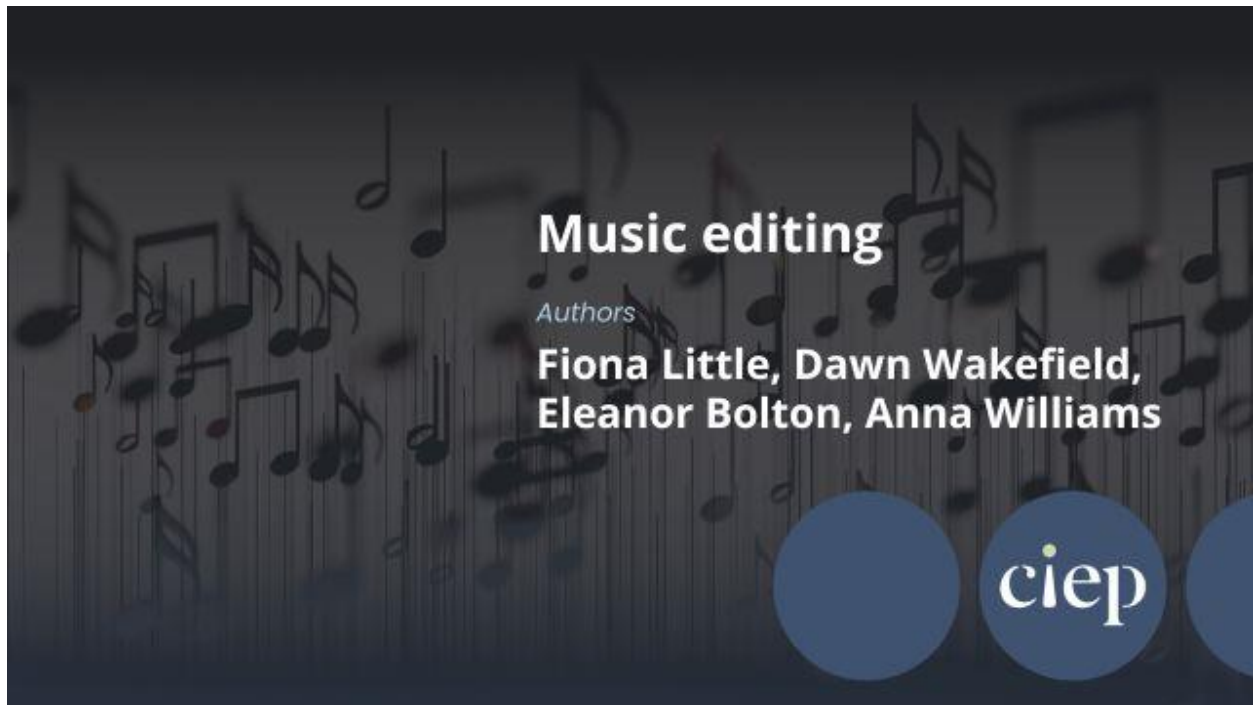 Music editing
Authors
Fiona Little, Dawn Wakefield,
Eleanor Bolton, Anna Williams
ciep